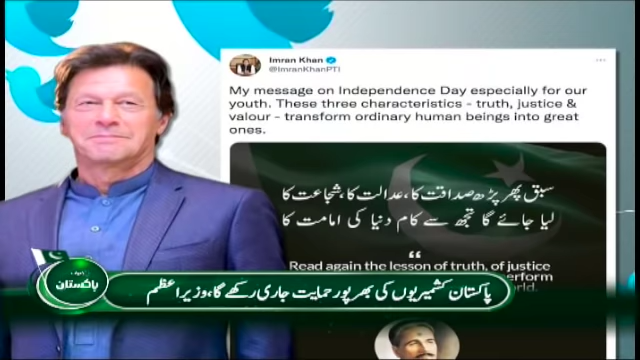 Imran Khan
@ImranKhanPTI
My message on Independence Day especially for our
youth. These three characteristics - truth, justice &
valour - transform ordinary human beings into great
ones.
سبق پھر پڑھ صداقت کا، عدالت کا، شجاعت کا
لیا جائے گا تجھ سے کام دنیا کی امامت کا
“
Read again the lesson of truth, of justice
perform
rld.
پاکستان
پاکستان کشمیریوں کی بھرپور حمایت جاری رکھے گا، وزیراعظم